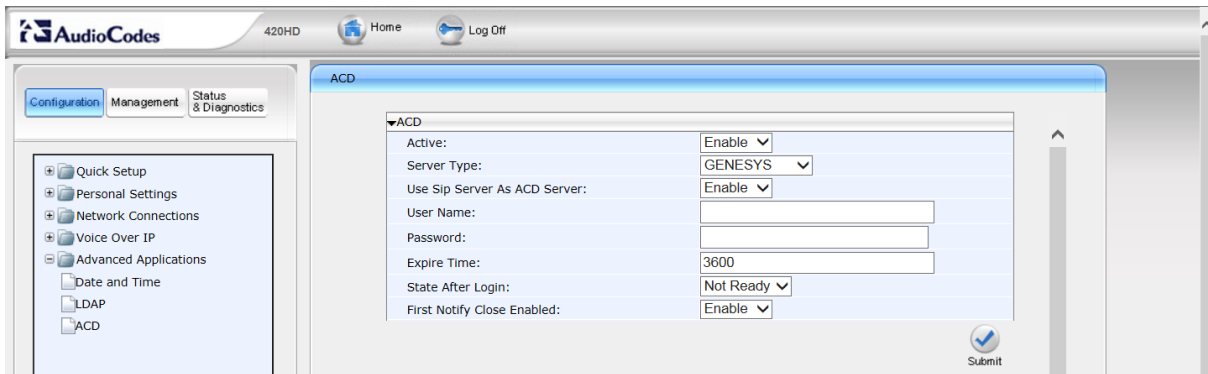 AudioCodes 420HD Home Log Off
Configuration Management Status & Diagnostics
Quick Setup
Personal Settings
Network Connections
Voice Over IP
Advanced Applications
Date and Time
LDAP
ACD
ACD
ACD
Active: Enable
Server Type: GENESYS
Use Sip Server As ACD Server: Enable
User Name:
Password:
Expire Time: 3600
State After Login: Not Ready
First Notify Close Enabled: Enable
Submit